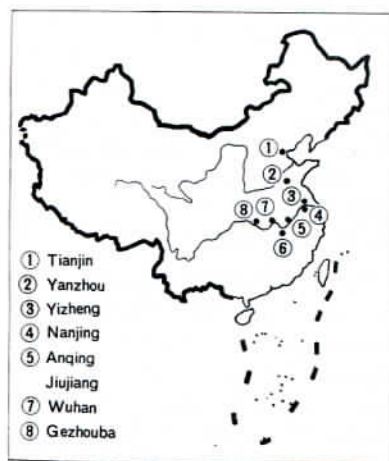 ①
②
③
⑧ ⑦ ④
⑤
⑥
① Tianjin
② Yanzhou
③ Yizheng
④ Nanjing
⑤ Anqing
Jiujiang
⑦ Wuhan
⑧ Gezhouba